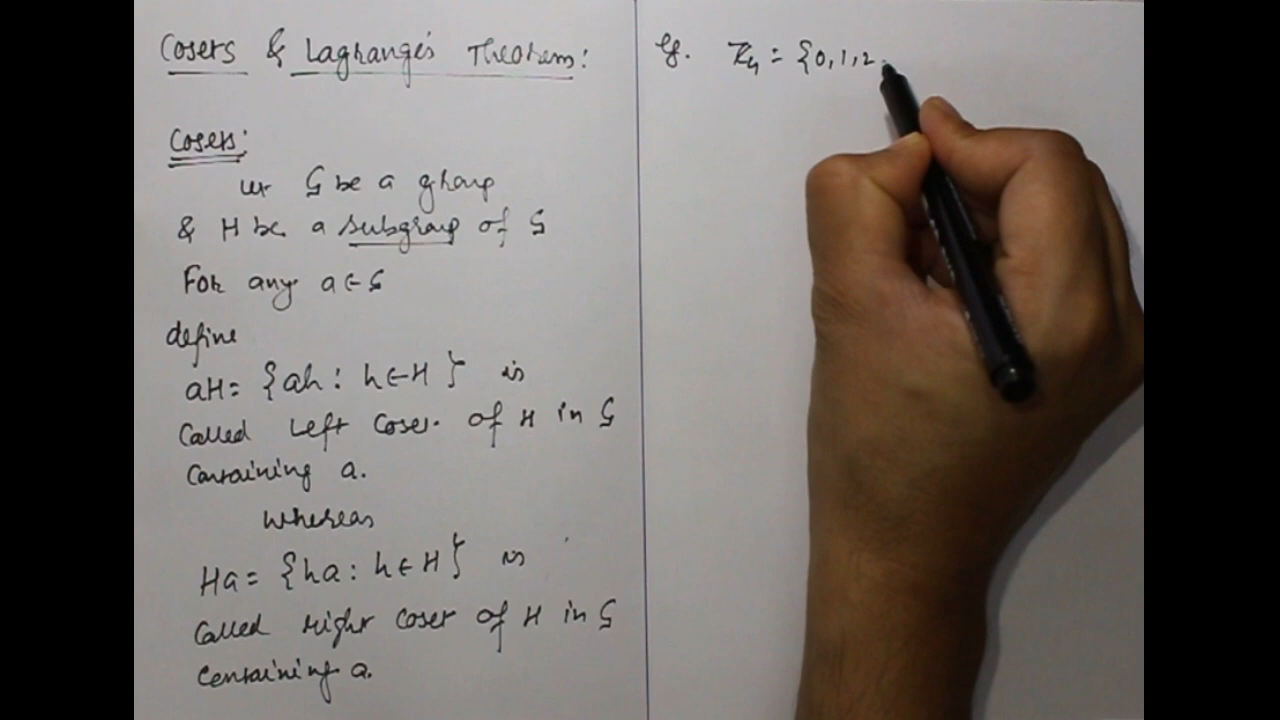 Cosets & Lagrange's Theorem:
Cosets:
Let G be a group
& H be a subgroup of G
For any a ∈ G
define
aH = {ah : h ∈ H} is
Called Left Coset of H in G
Containing a.
Whereas
Ha = {ha : h ∈ H} is
Called right Coset of H in G
Containing a.
Eg. Z₄ = {0, 1, 2